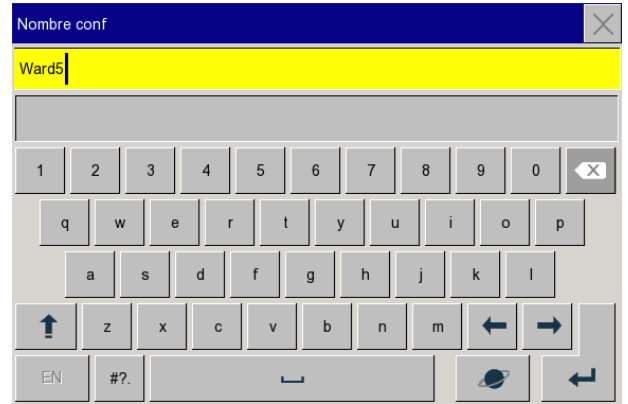 Nombre conf
Ward5
1 2 3 4 5 6 7 8 9 0
q w e r t y u i o p
a s d f g h j k l
z x c v b n m
EN #?.